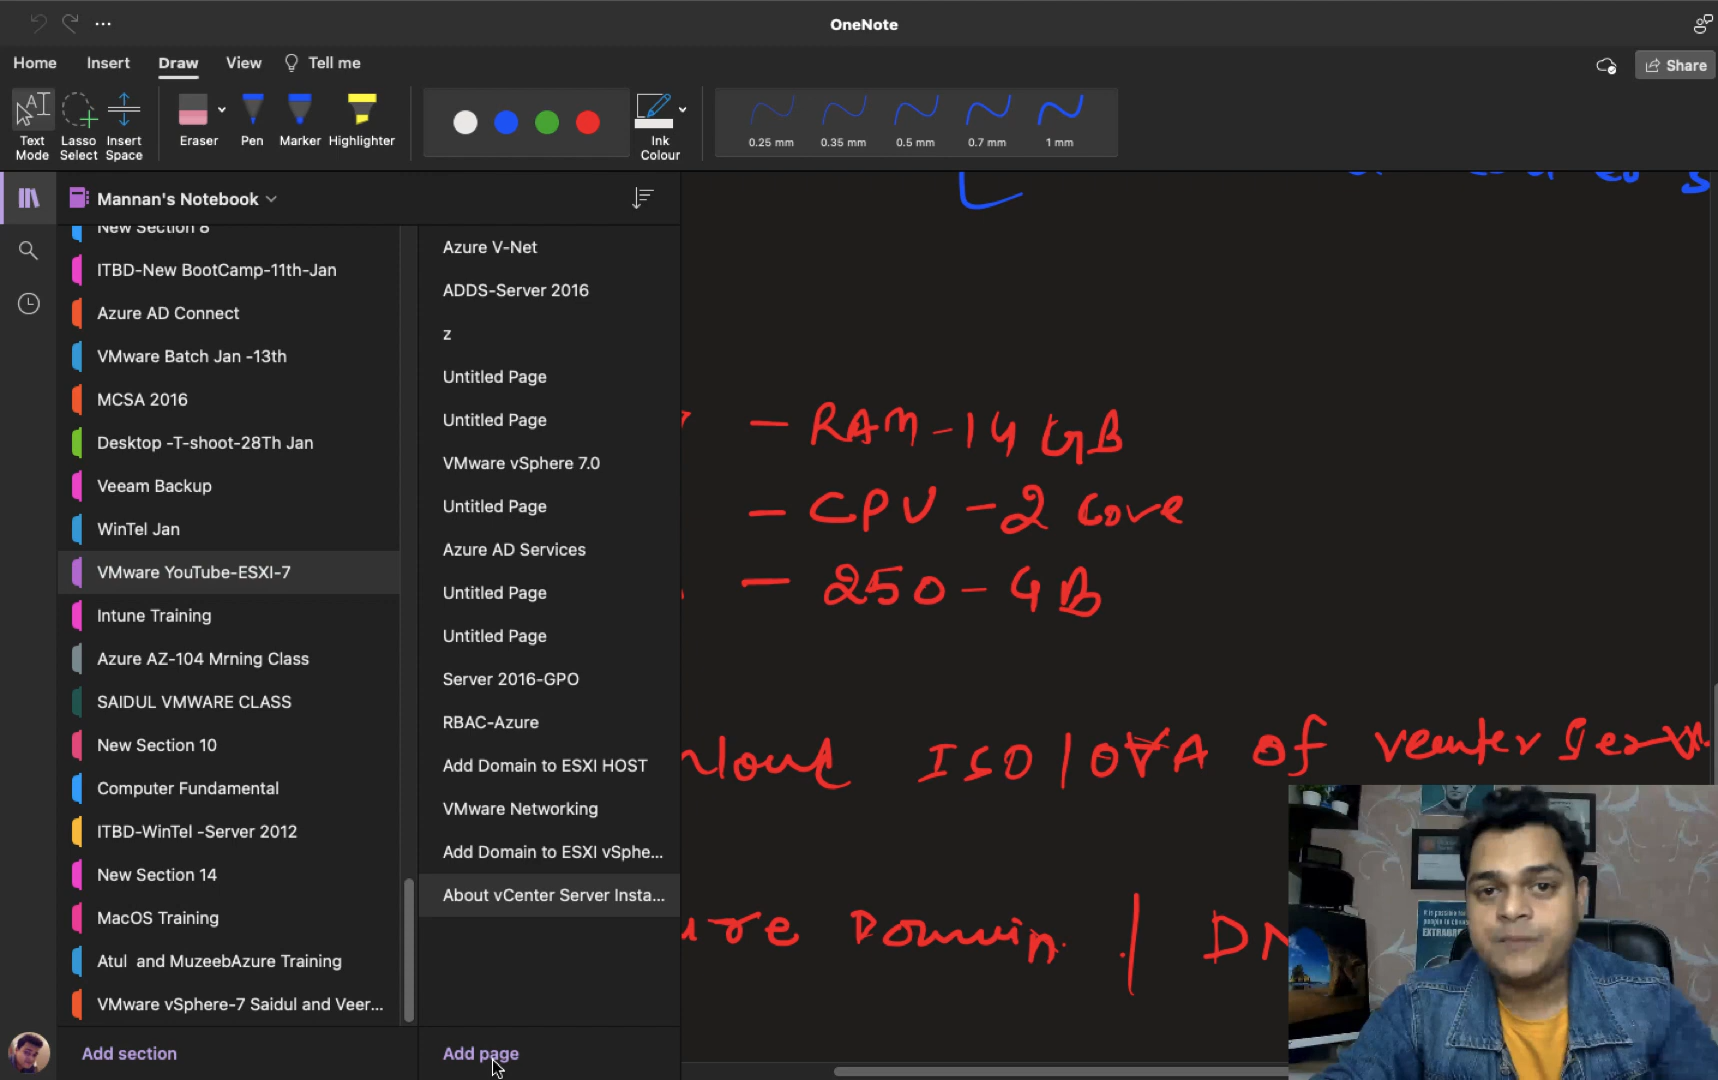 OneNote
Home Insert Draw View Tell me
Share
Text Mode
Lasso Select
Insert Space
Eraser
Pen
Marker
Highlighter
Ink Colour
0.25 mm
0.35 mm
0.5 mm
0.7 mm
1 mm
Mannan's Notebook
New Section 8
ITBD-New BootCamp-11th-Jan
Azure AD Connect
VMware Batch Jan -13th
MCSA 2016
Desktop -T-shoot-28Th Jan
Veeam Backup
WinTel Jan
VMware YouTube-ESXI-7
Intune Training
Azure AZ-104 Mrning Class
SAIDUL VMWARE CLASS
New Section 10
Computer Fundamental
ITBD-WinTel -Server 2012
New Section 14
MacOS Training
Atul and MuzeebAzure Training
VMware vSphere-7 Saidul and Veer...
Add section
Azure V-Net
ADDS-Server 2016
z
Untitled Page
Untitled Page
VMware vSphere 7.0
Untitled Page
Azure AD Services
Untitled Page
Untitled Page
Server 2016-GPO
RBAC-Azure
Add Domain to ESXI HOST
VMware Networking
Add Domain to ESXI vSphe...
About vCenter Server Insta...
Add page
— RAM-14 GB
— CPU -2 Core
— 250-GB
ISO/OVA of vcenter
Domain | DN